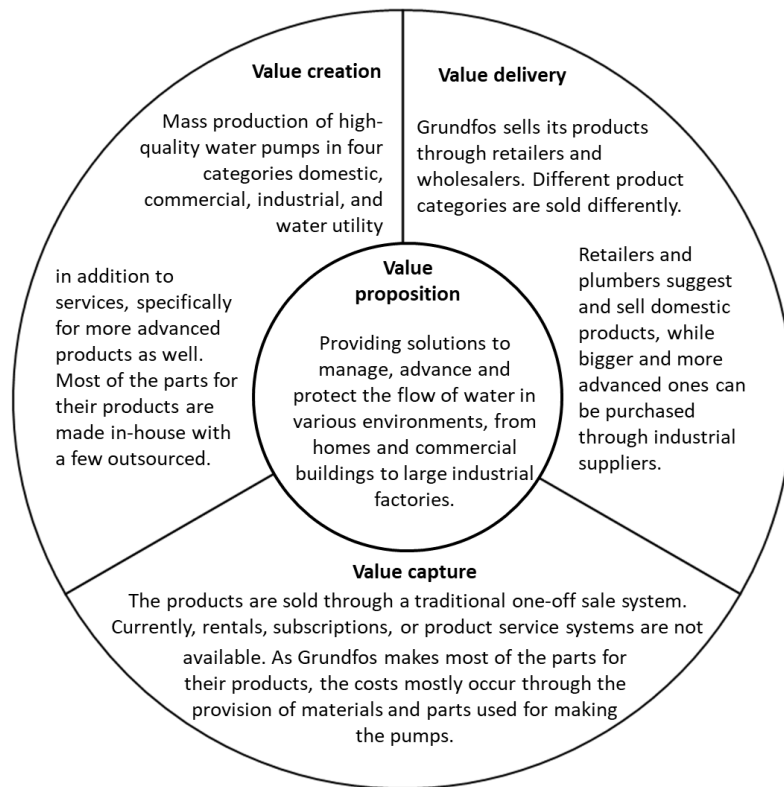 Value creation
Mass production of high-
quality water pumps in four
categories domestic,
commercial, industrial, and
water utility
in addition to
services, specifically
for more advanced
products as well.
Most of the parts for
their products are
made in-house with
a few outsourced.
Value delivery
Grundfos sells its products
through retailers and
wholesalers. Different product
categories are sold differently.
Retailers and
plumbers suggest
and sell domestic
products, while
bigger and more
advanced ones can
be purchased
through industrial
suppliers.
Value
proposition
Providing solutions to
manage, advance and
protect the flow of water in
various environments, from
homes and commercial
buildings to large industrial
factories.
Value capture
The products are sold through a traditional one-off sale system.
Currently, rentals, subscriptions, or product service systems are not
available. As Grundfos makes most of the parts for
their products, the costs mostly occur through the
provision of materials and parts used for making
the pumps.